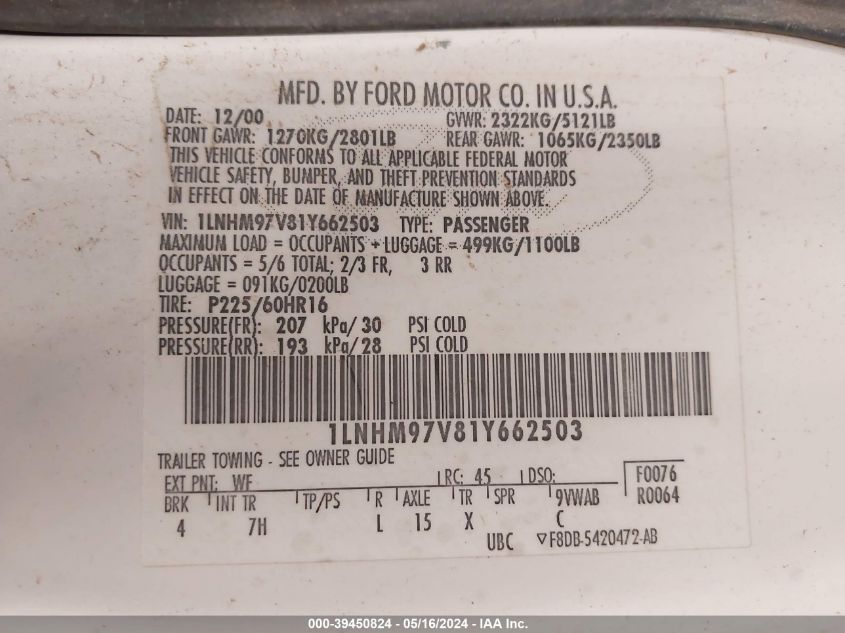 MFD. BY FORD MOTOR CO. IN U.S.A.
DATE: 12/00 GVWR: 2322KG/5121LB
FRONT GAWR: 1270KG/2801LB REAR GAWR: 1065KG/2350LB
THIS VEHICLE CONFORMS TO ALL APPLICABLE FEDERAL MOTOR
VEHICLE SAFETY, BUMPER, AND THEFT PREVENTION STANDARDS
IN EFFECT ON THE DATE OF MANUFACTURE SHOWN ABOVE.
VIN: 1LNHM97V81Y662503 TYPE: PASSENGER
MAXIMUM LOAD = OCCUPANTS + LUGGAGE = 499KG/1100LB
OCCUPANTS = 5/6 TOTAL; 2/3 FR, 3 RR
LUGGAGE = 091KG/0200LB
TIRE: P225/60HR16
PRESSURE(FR): 207 kPa/ 30 PSI COLD
PRESSURE(RR): 193 kPa/ 28 PSI COLD
1LNHM97V81Y662503
TRAILER TOWING - SEE OWNER GUIDE
EXT PNT: WF RC: 45 DSO: F0076
BRK INT TR TP/PS R AXLE TR SPR 9VWAB R0064
4 7H L 15 X C
UBC ▽F8DB-5420472-AB
000-39450824 - 05/16/2024 - IAA Inc.